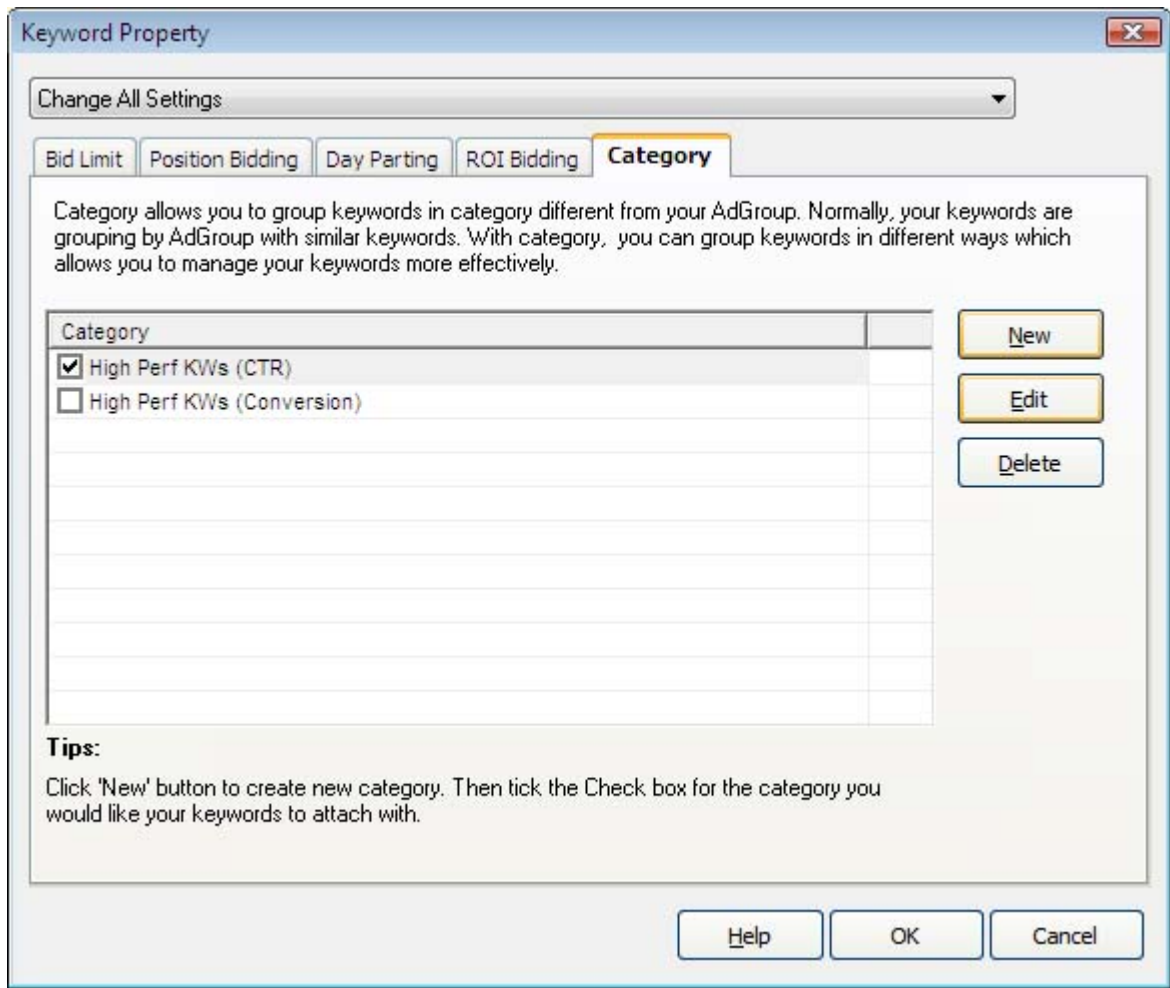 Keyword Property
Change All Settings
Bid Limit Position Bidding Day Parting ROI Bidding Category
Category allows you to group keywords in category different from your AdGroup. Normally, your keywords are
grouping by AdGroup with similar keywords. With category, you can group keywords in different ways which
allows you to manage your keywords more effectively.
Category
New
High Perf KWs (CTR)
High Perf KWs (Conversion)
Edit
Delete
Tips:
Click 'New' button to create new category. Then tick the Check box for the category you
would like your keywords to attach with.
Help OK Cancel